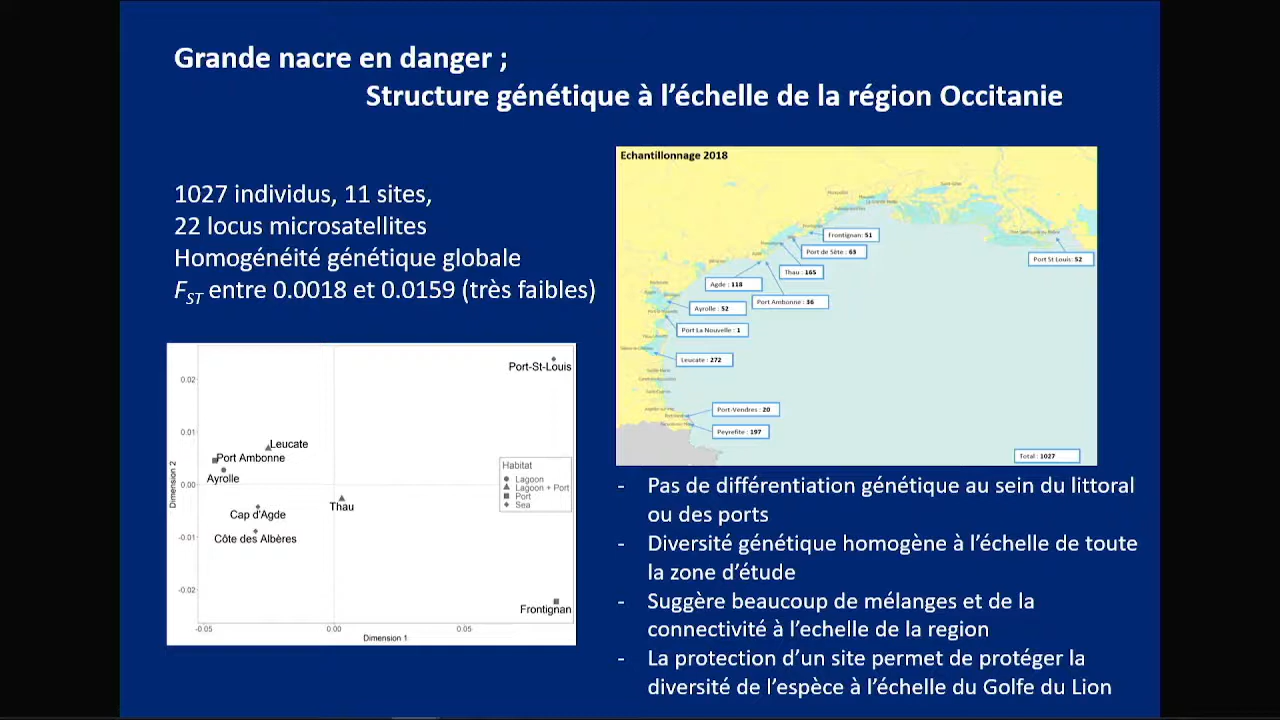 Grande nacre en danger ;
Structure génétique à l'échelle de la région Occitanie
1027 individus, 11 sites,
22 locus microsatellites
Homogénéité génétique globale
FST entre 0.0018 et 0.0159 (très faibles)
Echantillonnage 2018
Frontignan: 51
Port de Sète: 63
Port St Louis: 52
Thau : 165
Agde : 118
Port Ambonne : 36
Ayrolle : 52
Port La Nouvelle : 1
Leucate: 272
Port-Vendres : 20
Peyrefite : 197
Total : 1027
Port-St-Louis
0.02
0.01
Leucate
Port Ambonne
Habitat
Ayrolle
Lagoon
0.00
Lagoon + Port
Port
Thau
Sea
Cap d'Agde
-0.01
Côte des Albères
-0.02
Frontignan
-0.05
0.00
0.05
Dimension 1
Dimension 2
- Pas de différentiation génétique au sein du littoral
ou des ports
- Diversité génétique homogène à l'échelle de toute
la zone d'étude
- Suggère beaucoup de mélanges et de la
connectivité à l'echelle de la region
- La protection d'un site permet de protéger la
diversité de l'espèce à l'échelle du Golfe du Lion